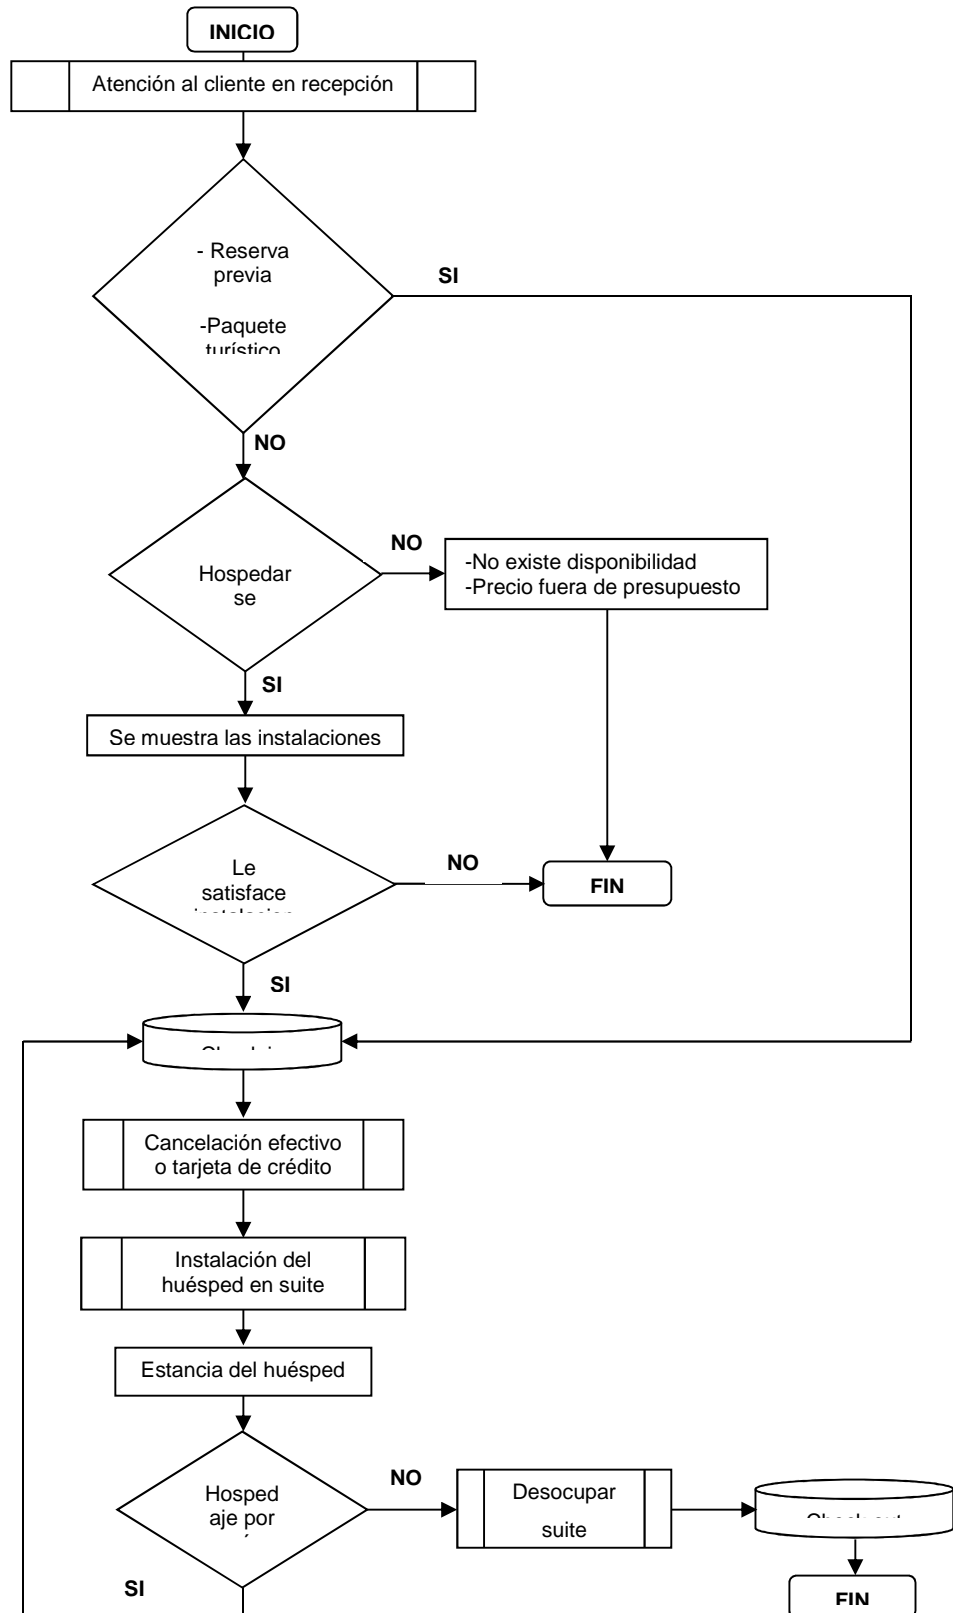 INICIO
Atención al cliente en recepción
- Reserva
previa
-Paquete
turístico
SI
NO
Hospedar
se
NO
-No existe disponibilidad
-Precio fuera de presupuesto
SI
Se muestra las instalaciones
Le
satisface
NO
FIN
SI
Cancelación efectivo
o tarjeta de crédito
Instalación del
huésped en suite
Estancia del huésped
Hosped
aje por
NO
Desocupar
suite
SI
FIN